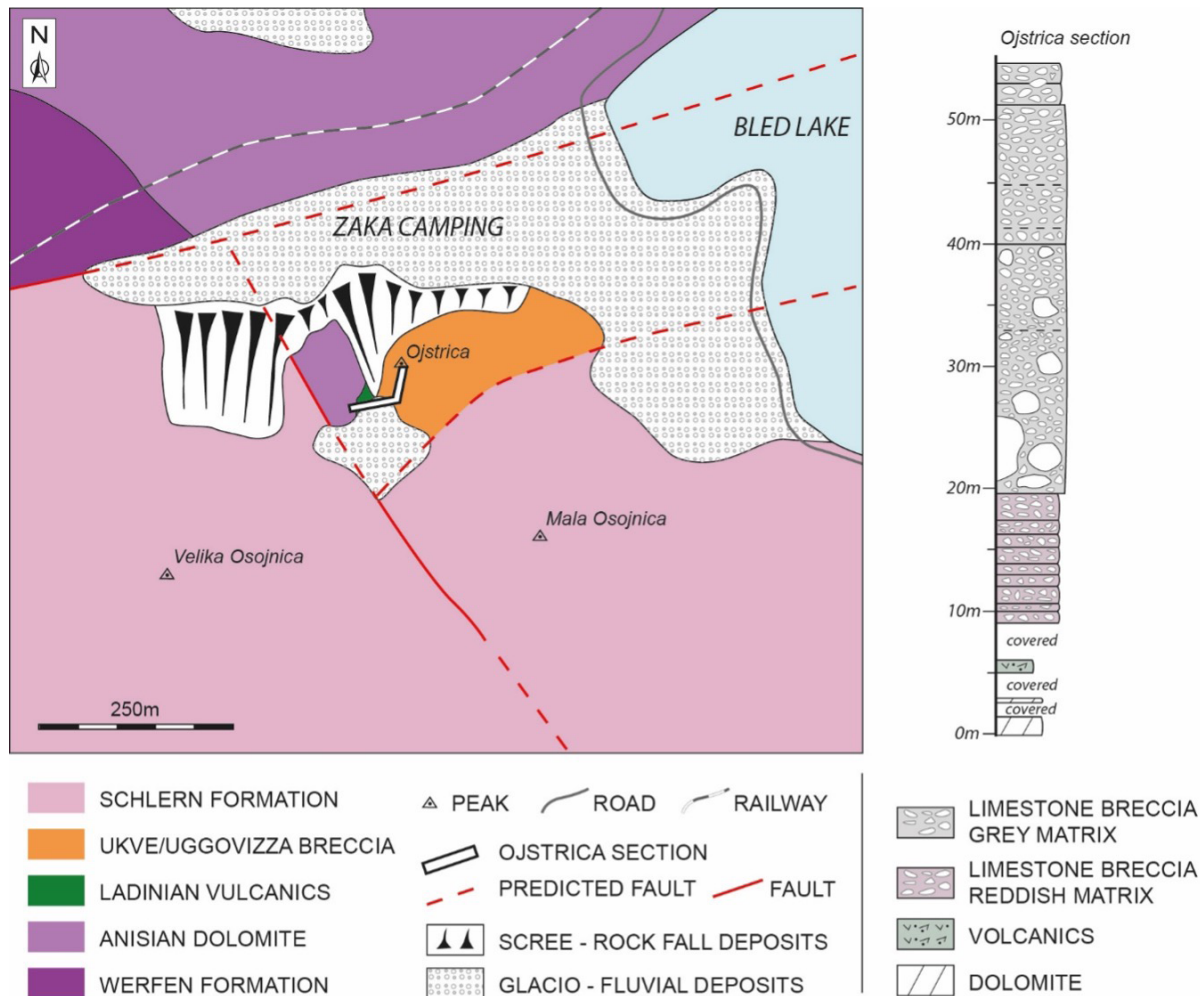 N
BLED LAKE
ZAKA CAMPING
Ojstrica
Mala Osojnica
Velika Osojnica
250m
Ojstrica section
50m
40m
30m
20m
10m
covered
covered
covered
0m
SCHLERN FORMATION
UKVE/UGGOVIZZA BRECCIA
LADINIAN VULCANICS
ANISIAN DOLOMITE
WERFEN FORMATION
PEAK
ROAD
RAILWAY
OJSTRICA SECTION
PREDICTED FAULT
FAULT
SCREE - ROCK FALL DEPOSITS
GLACIO - FLUVIAL DEPOSITS
LIMESTONE BRECCIA
GREY MATRIX
LIMESTONE BRECCIA
REDDISH MATRIX
VOLCANICS
DOLOMITE